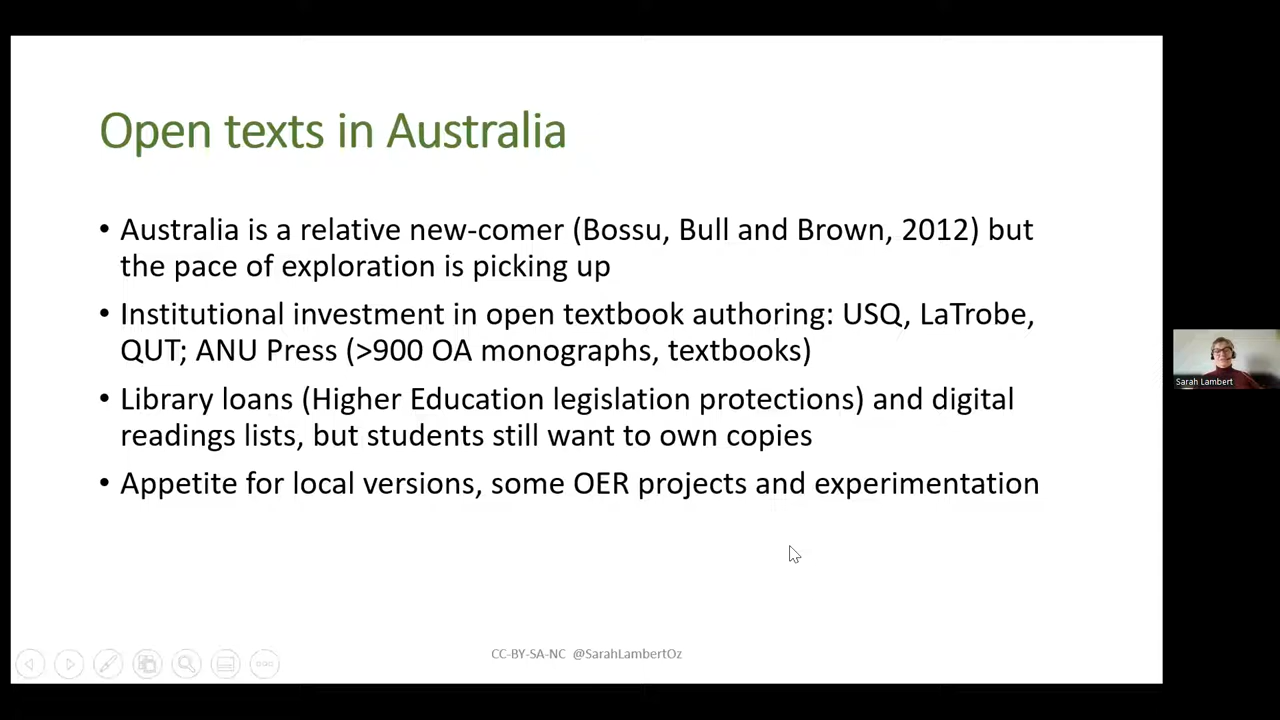 Open texts in Australia
• Australia is a relative new-comer (Bossu, Bull and Brown, 2012) but
the pace of exploration is picking up
• Institutional investment in open textbook authoring: USQ, LaTrobe,
QUT; ANU Press (>900 OA monographs, textbooks)
• Library loans (Higher Education legislation protections) and digital
readings lists, but students still want to own copies
• Appetite for local versions, some OER projects and experimentation
Sarah Lambert
CC-BY-SA-NC @SarahLambertOz